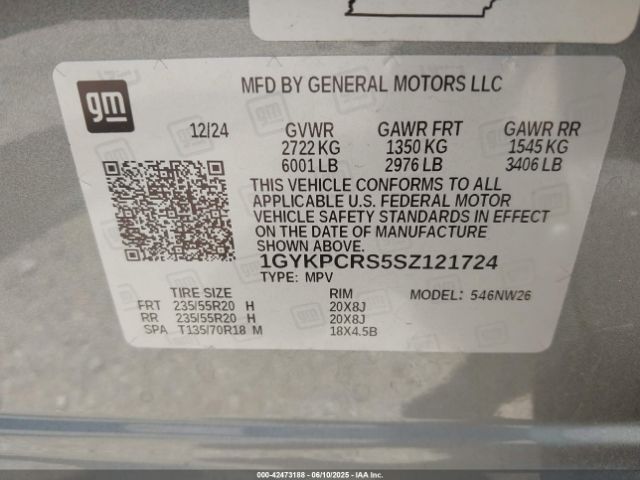 gm
MFD BY GENERAL MOTORS LLC
12/24 GVWR GAWR FRT GAWR RR
2722 KG 1350 KG 1545 KG
6001 LB 2976 LB 3406 LB
THIS VEHICLE CONFORMS TO ALL
APPLICABLE U.S. FEDERAL MOTOR
VEHICLE SAFETY STANDARDS IN EFFECT
ON THE DATE OF MANUFACTURE
SHOWN ABOVE.
1GYKPCRS5SZ121724
TYPE: MPV
TIRE SIZE RIM MODEL: 546NW26
FRT 235/55R20 H 20X8J
RR 235/55R20 H 20X8J
SPA T135/70R18 M 18X4.5B
000-42473188 - 06/10/2025 - IAA, Inc.